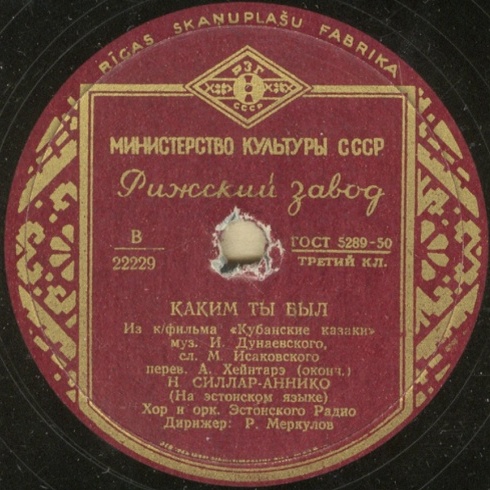 RĪGAS SKAŅUPLAŠU FABRIKA
РЗГ
СССР
МИНИСТЕРСТВО КУЛЬТУРЫ СССР
Рижский завод
В
22229
ГОСТ 5289-50
ТРЕТИЙ КЛ.
КАКИМ ТЫ БЫЛ
Из к/фильма «Кубанские казаки»
муз. И. Дунаевского,
сл. М. Исаковского
перев. А. Хейнтарэ (оконч.)
Н. СИЛЛАР-АННИКО
(На эстонском языке)
Хор и орк. Эстонского Радио
Дирижер: Р. Меркулов